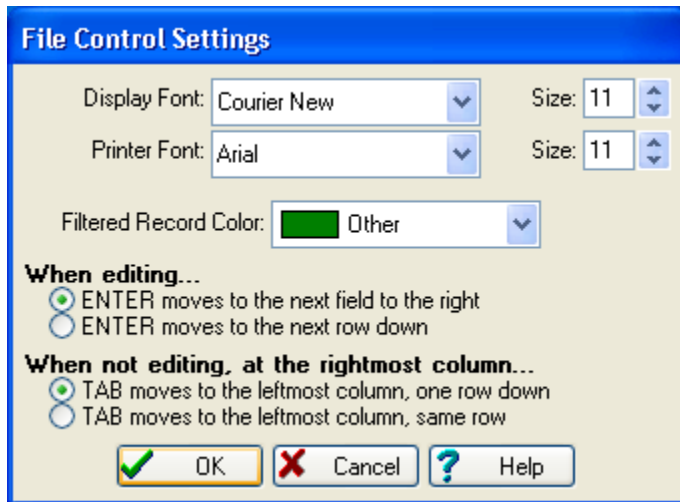 File Control Settings
Display Font: Courier New Size: 11
Printer Font: Arial Size: 11
Filtered Record Color: Other
When editing...
ENTER moves to the next field to the right
ENTER moves to the next row down
When not editing, at the rightmost column...
TAB moves to the leftmost column, one row down
TAB moves to the leftmost column, same row
OK Cancel Help